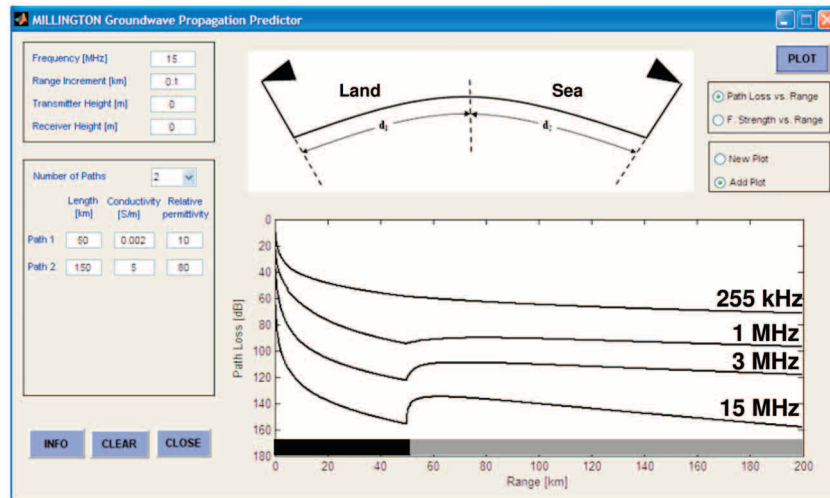 MILLINGTON Groundwave Propagation Predictor
Frequency [MHz] 15
Range Increment [km] 0.1
Transmitter Height [m] 0
Receiver Height [m] 0
Number of Paths 2
Length [km] Conductivity [S/m] Relative permittivity
Path 1 50 0.002 10
Path 2 150 5 80
INFO CLEAR CLOSE
Land Sea
d1 d2
PLOT
Path Loss vs. Range
F. Strength vs. Range
New Plot
Add Plot
Path Loss [dB]
0
20
40
60
80
100
120
140
160
180
255 kHz
1 MHz
3 MHz
15 MHz
0 20 40 60 80 100 120 140 160 180 200
Range [km]